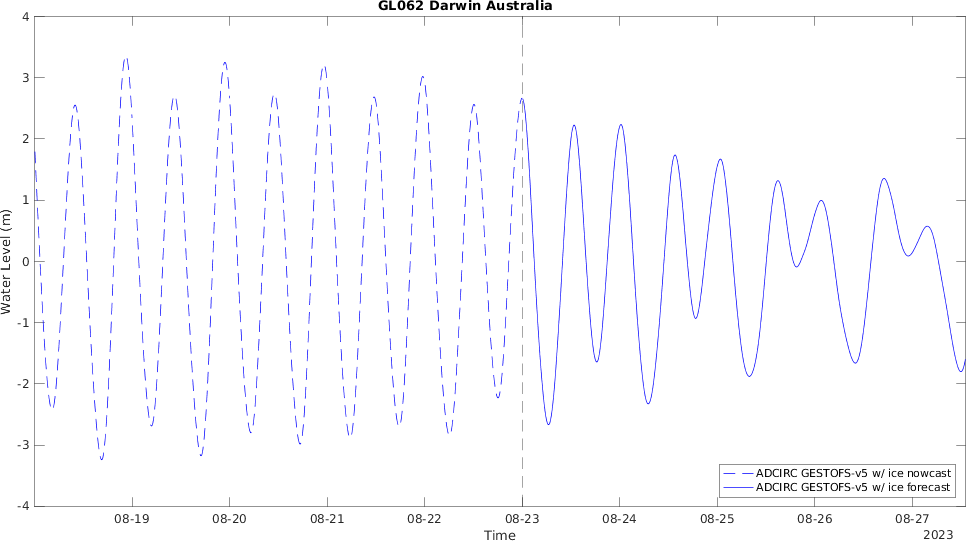 GL062 Darwin Australia
4
3
2
1
0
-1
-2
-3
-4
Water Level (m)
08-19 08-20 08-21 08-22 08-23 08-24 08-25 08-26 08-27
Time
2023
ADCIRC GESTOFS-v5 w/ ice nowcast
ADCIRC GESTOFS-v5 w/ ice forecast